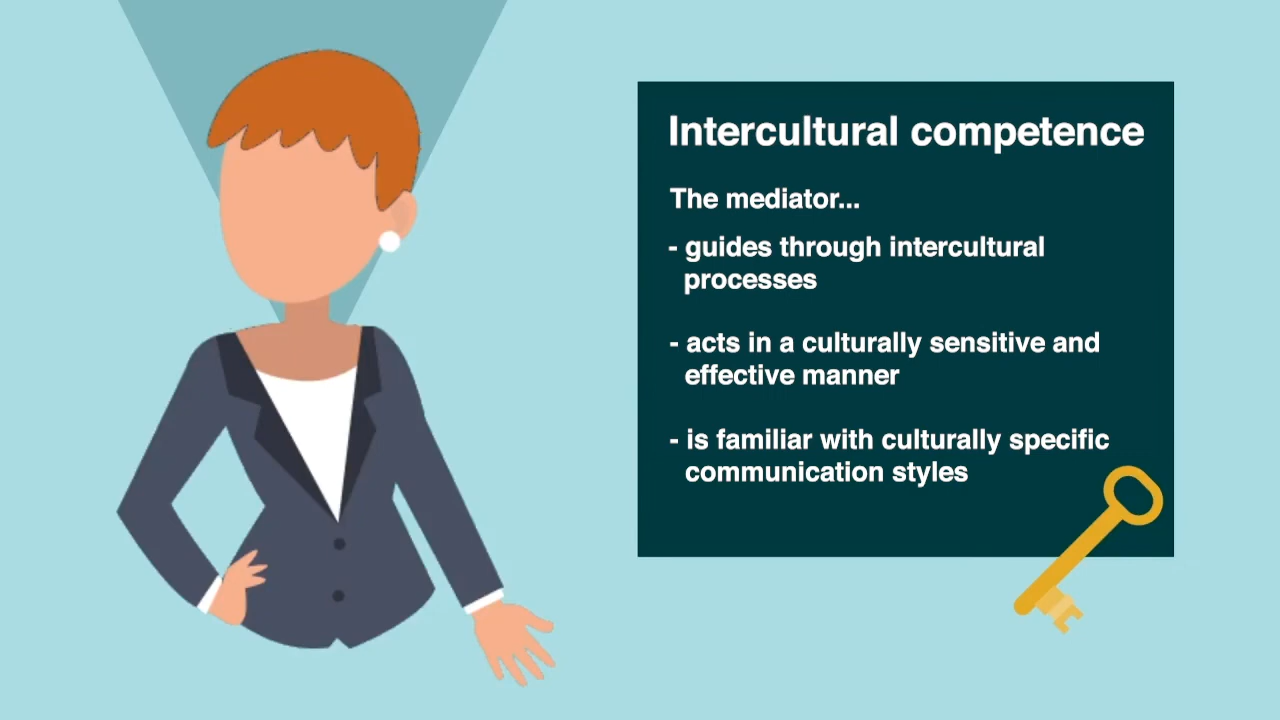 Intercultural competence
The mediator...
- guides through intercultural
processes
- acts in a culturally sensitive and
effective manner
- is familiar with culturally specific
communication styles